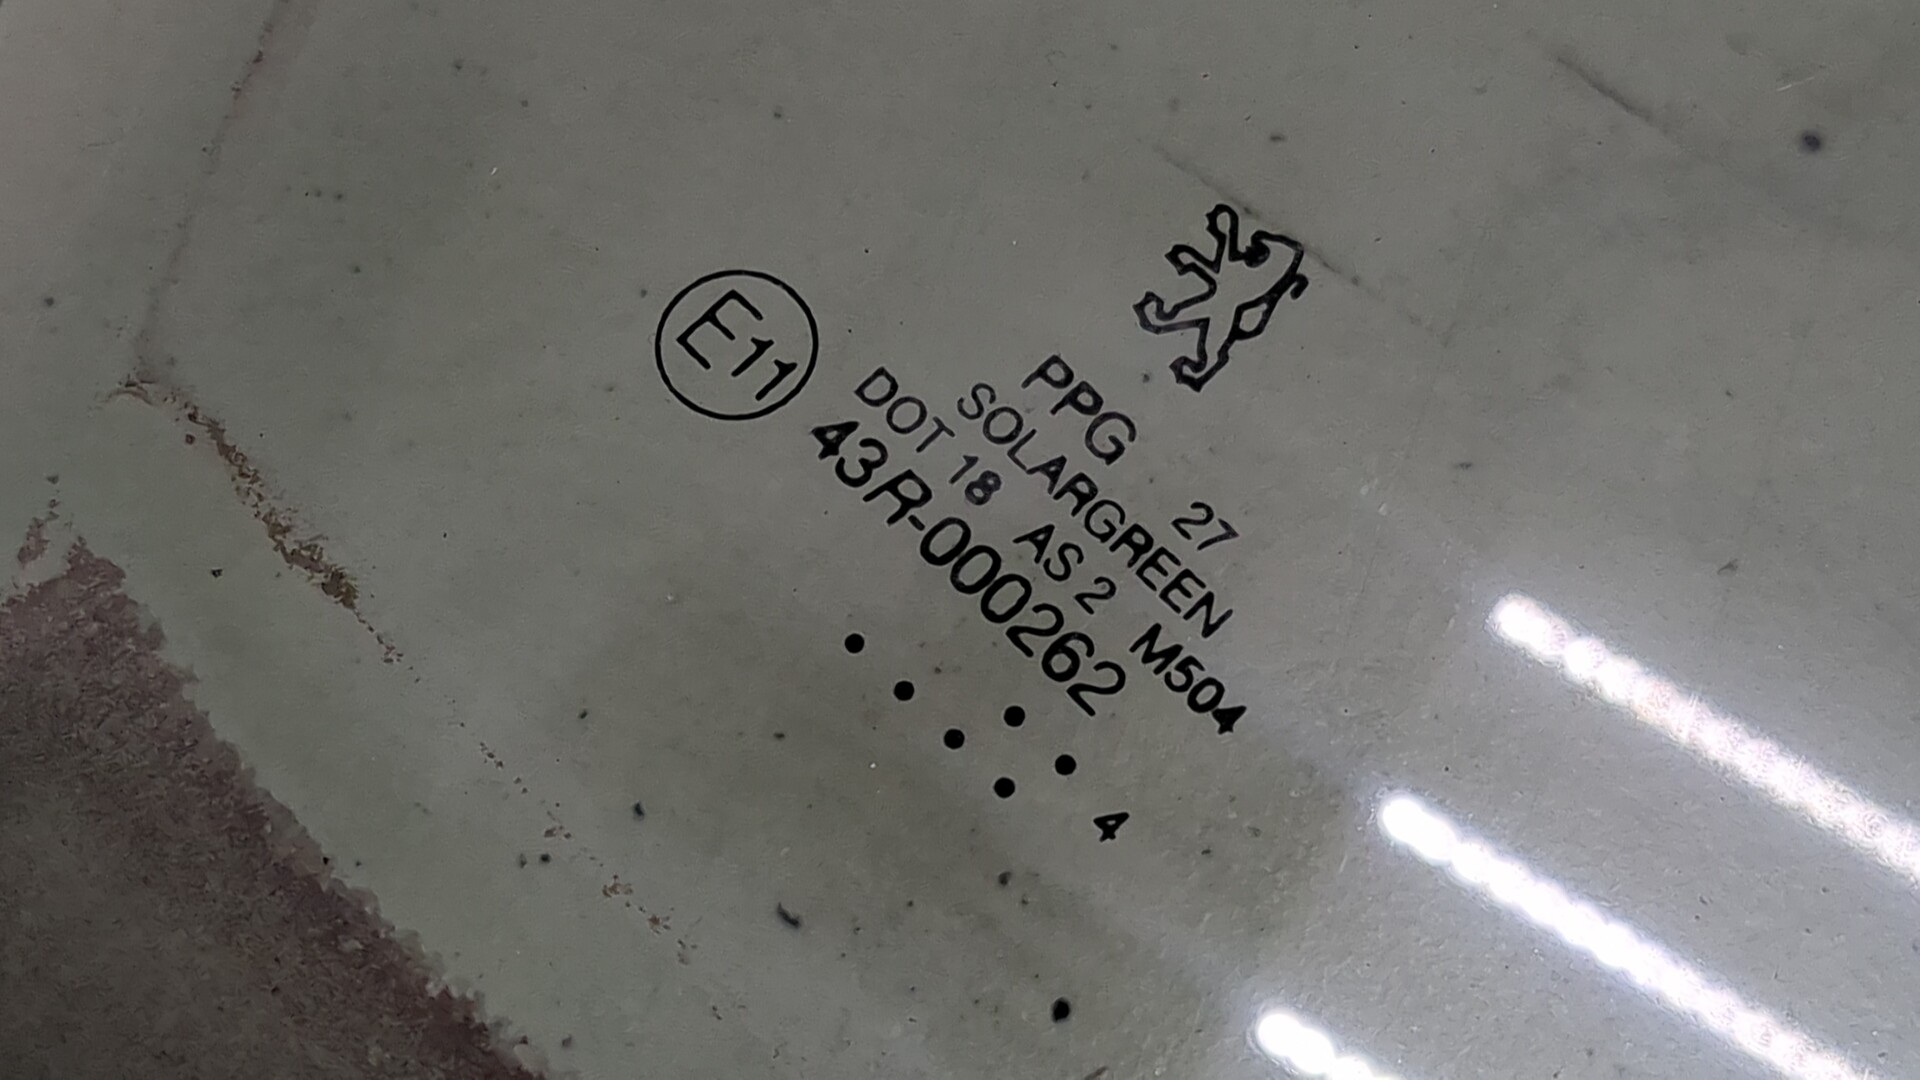 PPG 27
SOLARGREEN
DOT 18 AS 2 M504
E11 43R-000262
4